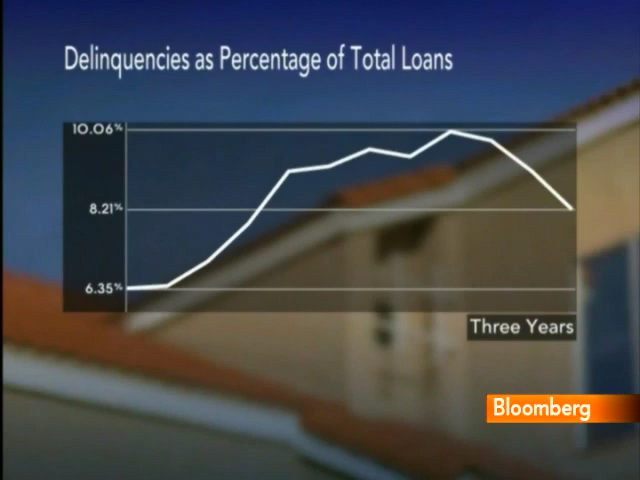 Delinquencies as Percentage of Total Loans
10.06%
8.21%
6.35%
Three Years
Bloomberg